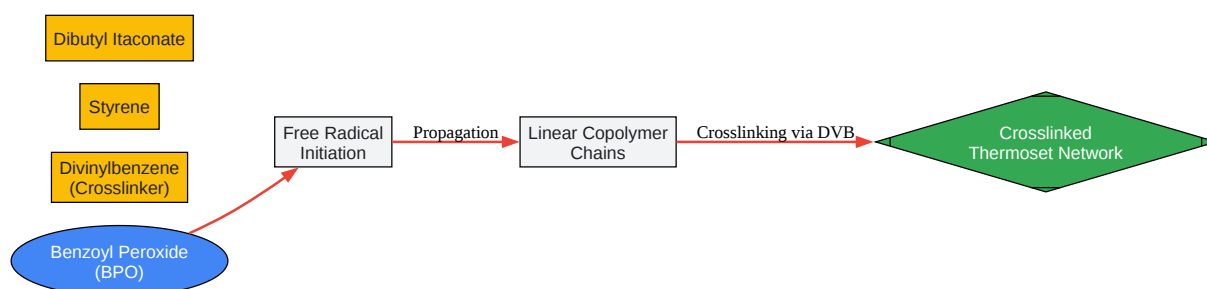 Dibutyl Itaconate
Styrene
Divinylbenzene
(Crosslinker)
Benzoyl Peroxide
(BPO)
Free Radical
Initiation
Propagation
Linear Copolymer
Chains
Crosslinking via DVB
Crosslinked
Thermoset Network